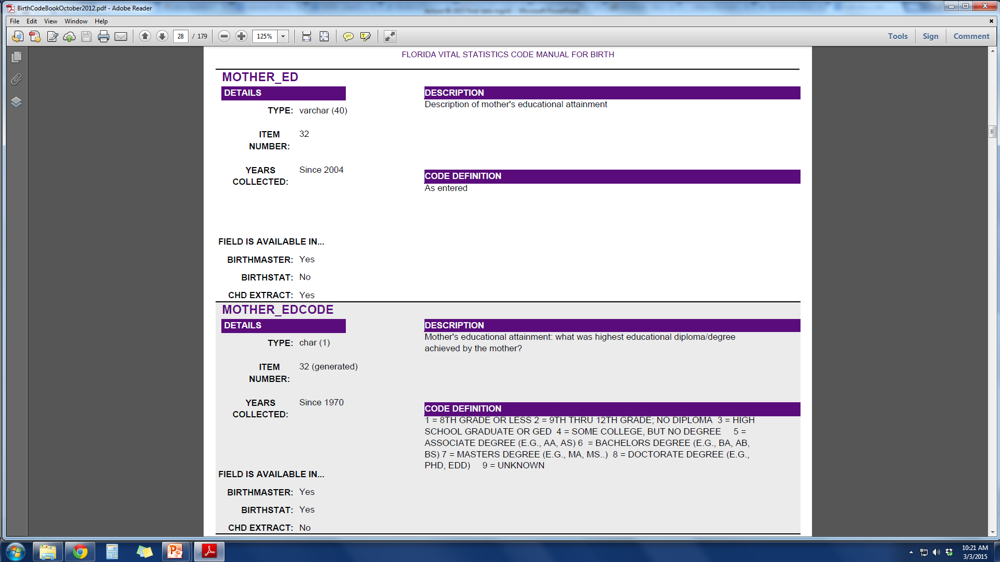 BirthCodeBookOctober2012.pdf - Adobe Reader
File Edit View Window Help
28 / 179 125% Tools Sign Comment
FLORIDA VITAL STATISTICS CODE MANUAL FOR BIRTH
MOTHER_ED
DETAILS
TYPE: varchar (40)
ITEM NUMBER: 32
YEARS COLLECTED: Since 2004
DESCRIPTION
Description of mother's educational attainment
CODE DEFINITION
As entered
FIELD IS AVAILABLE IN...
BIRTHMASTER: Yes
BIRTHSTAT: No
CHD EXTRACT: Yes
MOTHER_EDCODE
DETAILS
TYPE: char (1)
ITEM NUMBER: 32 (generated)
YEARS COLLECTED: Since 1970
DESCRIPTION
Mother's educational attainment: what was highest educational diploma/degree
achieved by the mother?
CODE DEFINITION
1 = 8TH GRADE OR LESS 2 = 9TH THRU 12TH GRADE; NO DIPLOMA 3 = HIGH
SCHOOL GRADUATE OR GED 4 = SOME COLLEGE, BUT NO DEGREE 5 =
ASSOCIATE DEGREE (E.G., AA, AS) 6 = BACHELORS DEGREE (E.G., BA, AB,
BS) 7 = MASTERS DEGREE (E.G., MA, MS..) 8 = DOCTORATE DEGREE (E.G.,
PHD, EDD) 9 = UNKNOWN
FIELD IS AVAILABLE IN...
BIRTHMASTER: Yes
BIRTHSTAT: Yes
CHD EXTRACT: No
10:21 AM
3/3/2015